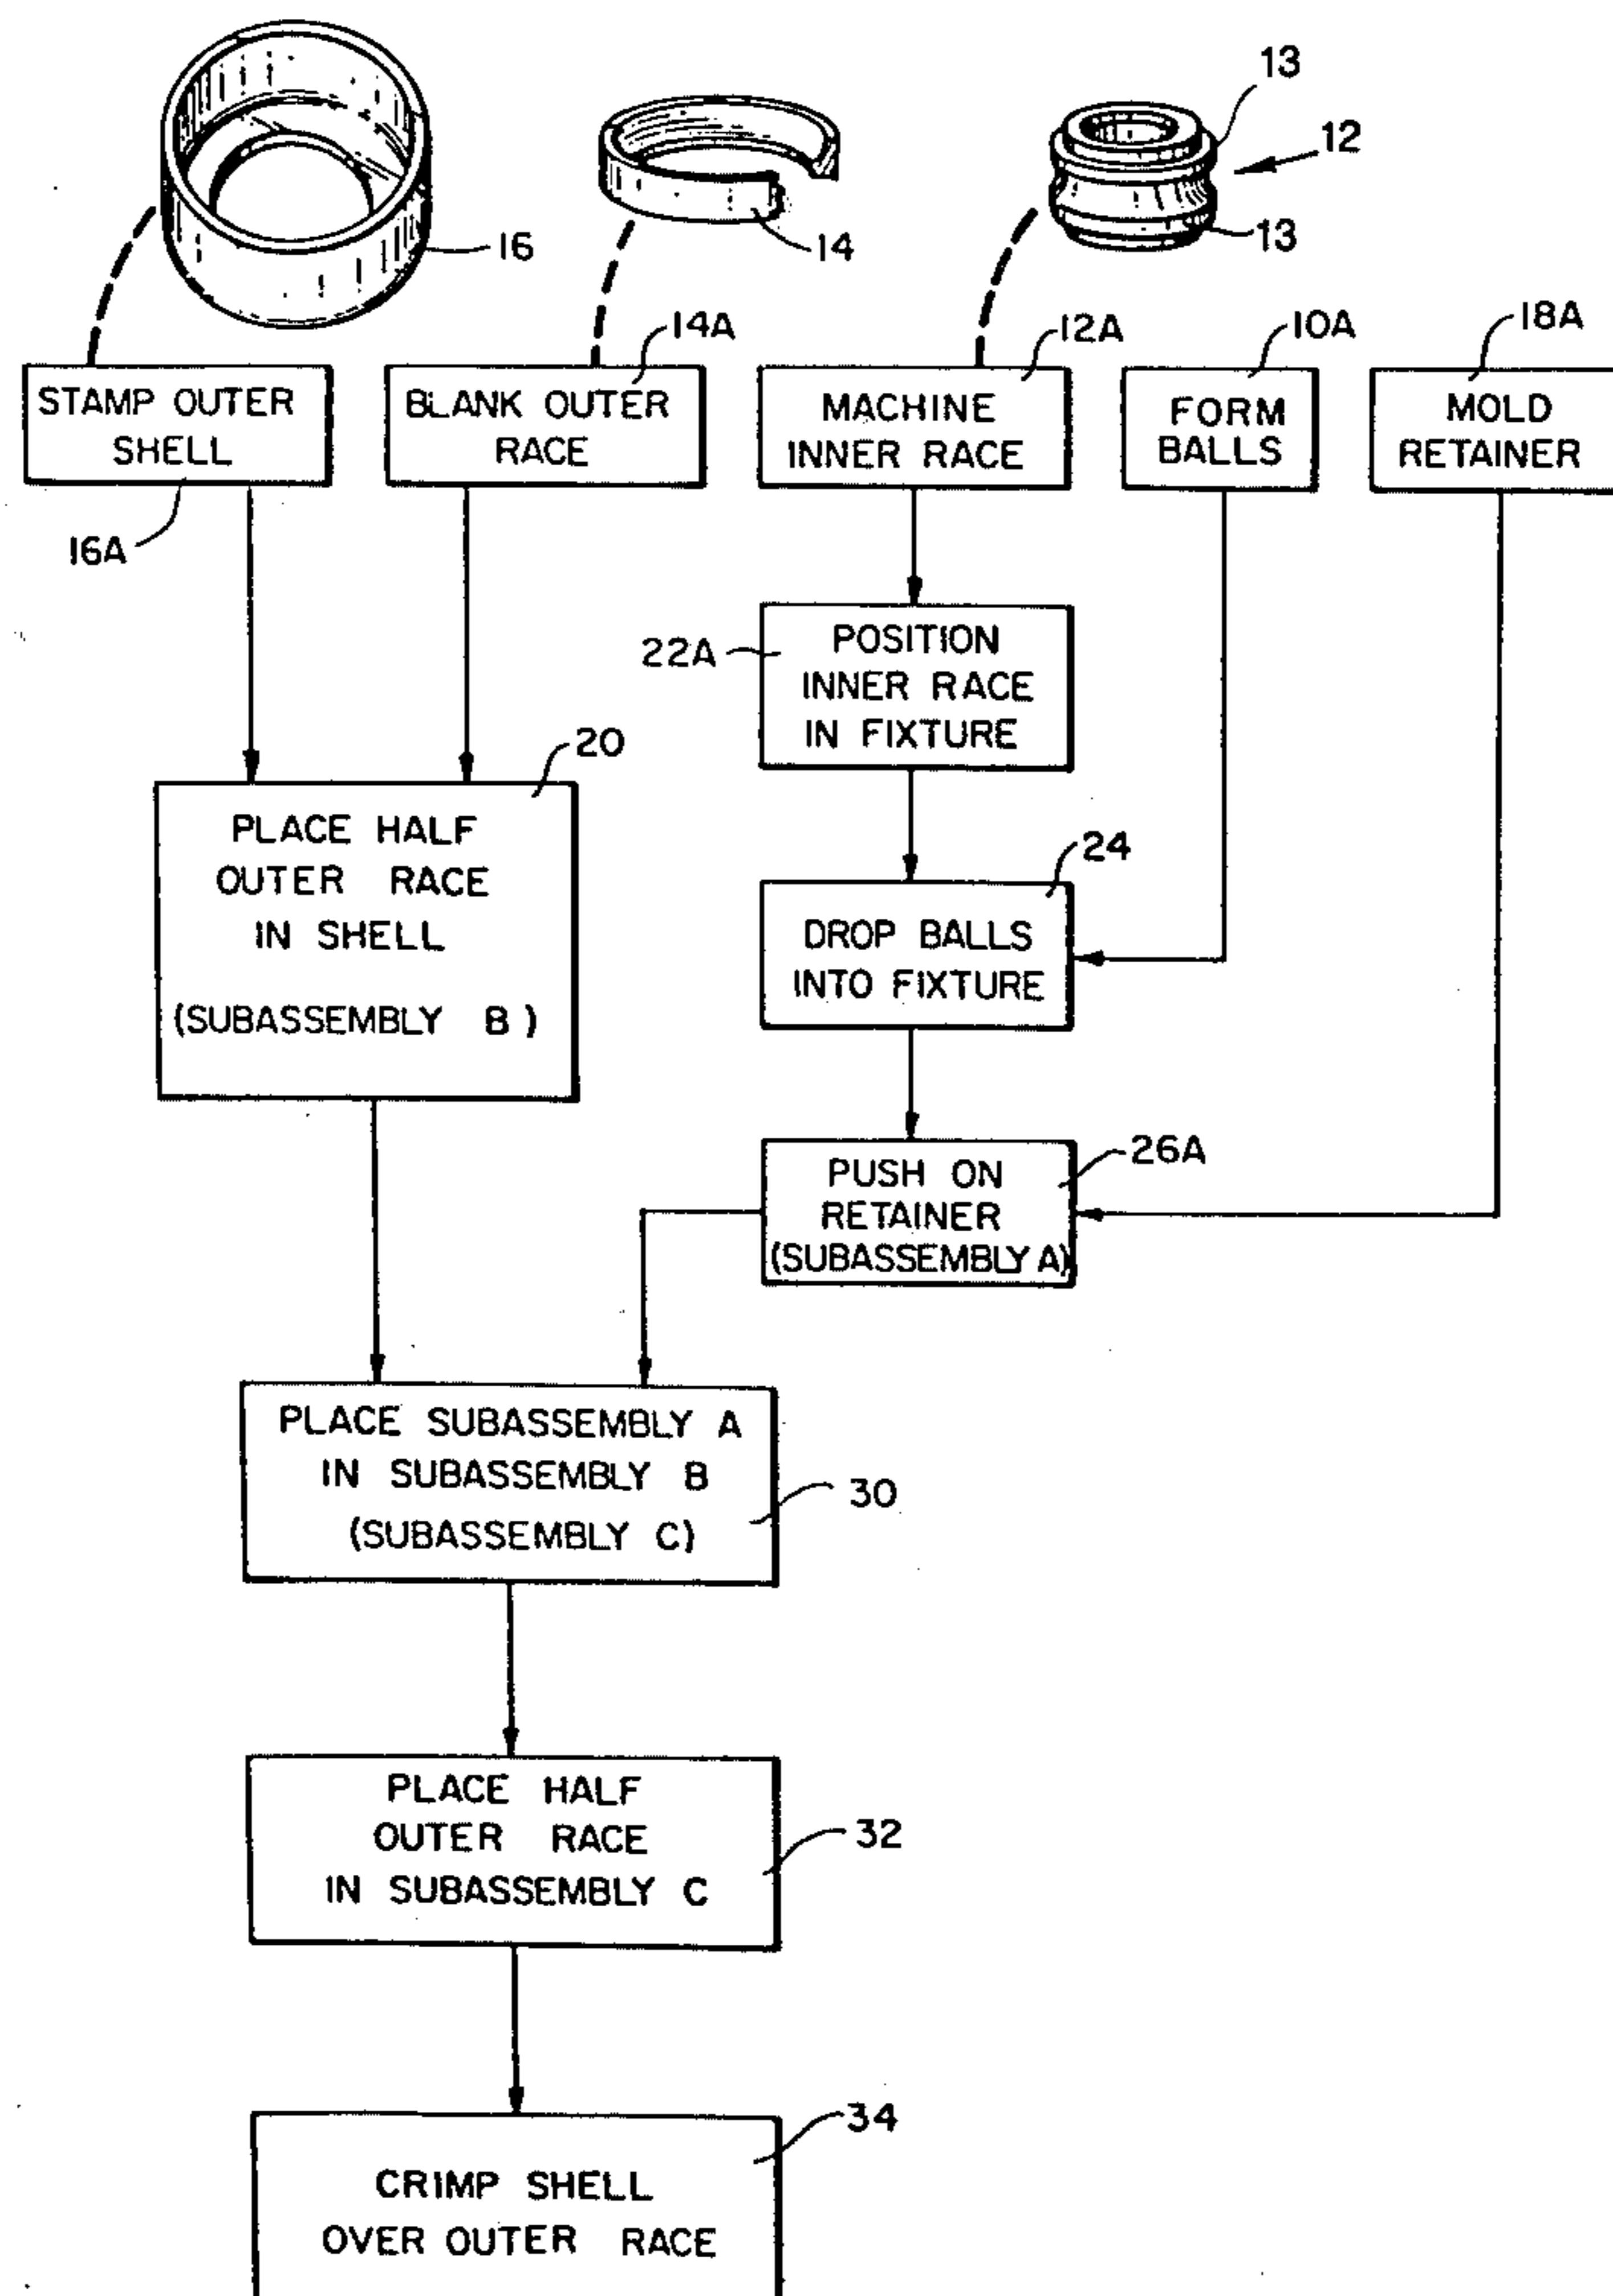 13
12
16
14
13
14A
12A
10A
18A
STAMP OUTER
SHELL
BLANK OUTER
RACE
MACHINE
INNER RACE
FORM
BALLS
MOLD
RETAINER
16A
22A
POSITION
INNER RACE
IN FIXTURE
20
PLACE HALF
OUTER RACE
IN SHELL
(SUBASSEMBLY B)
24
DROP BALLS
INTO FIXTURE
26A
PUSH ON
RETAINER
(SUBASSEMBLY A)
PLACE SUBASSEMBLY A
IN SUBASSEMBLY B
(SUBASSEMBLY C)
30
PLACE HALF
OUTER RACE
IN SUBASSEMBLY C
32
34
CRIMP SHELL
OVER OUTER RACE